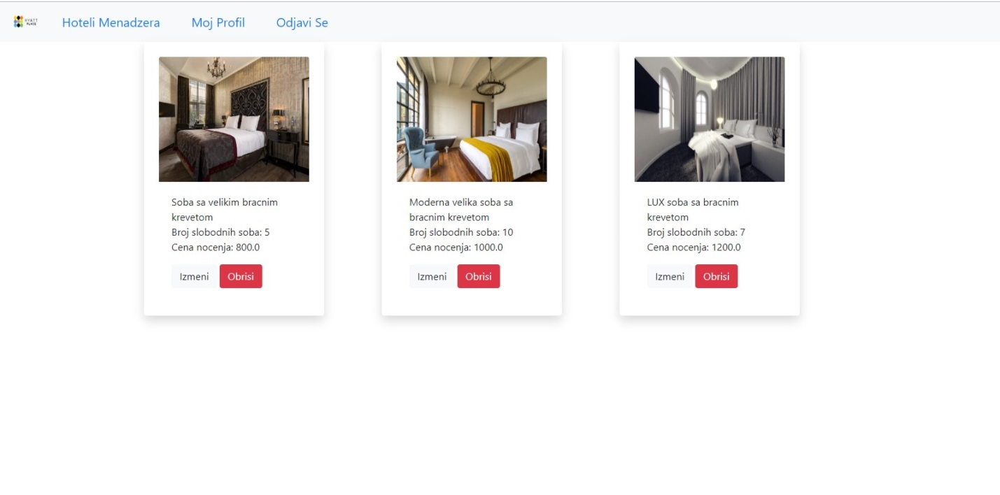 HYATT
PLACE
Hoteli Menadzera
Moj Profil
Odjavi Se
Soba sa velikim bracnim
krevetom
Broj slobodnih soba: 5
Cena nocenja: 800.0
Izmeni
Obrisi
Moderna velika soba sa
bracnim krevetom
Broj slobodnih soba: 10
Cena nocenja: 1000.0
Izmeni
Obrisi
LUX soba sa bracnim
krevetom
Broj slobodnih soba: 7
Cena nocenja: 1200.0
Izmeni
Obrisi